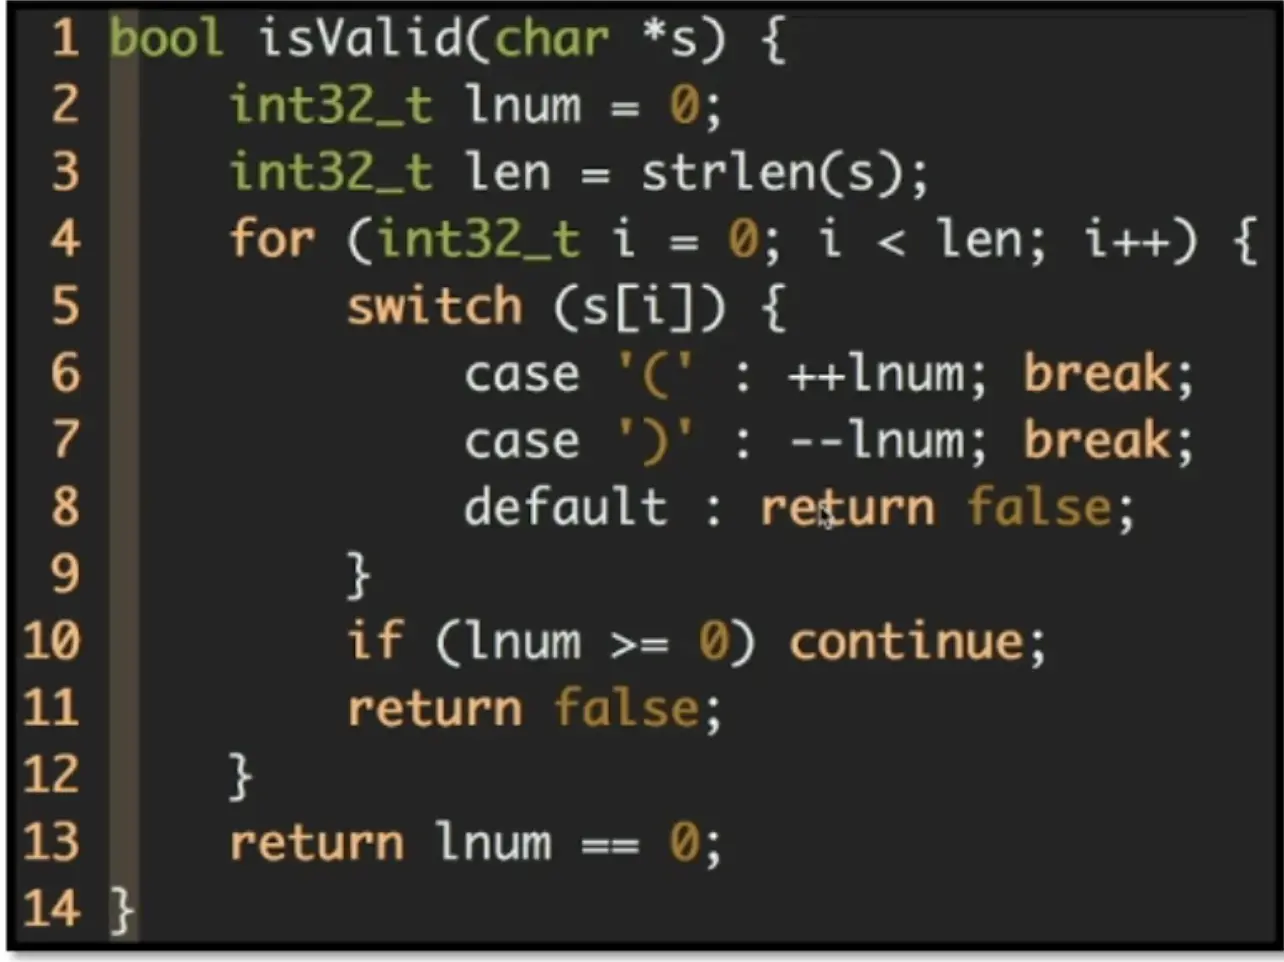 1 bool isValid(char *s) {
2     int32_t lnum = 0;
3     int32_t len = strlen(s);
4     for (int32_t i = 0; i < len; i++) {
5         switch (s[i]) {
6             case '(' : ++lnum; break;
7             case ')' : --lnum; break;
8             default : return false;
9         }
10         if (lnum >= 0) continue;
11         return false;
12     }
13     return lnum == 0;
14 }